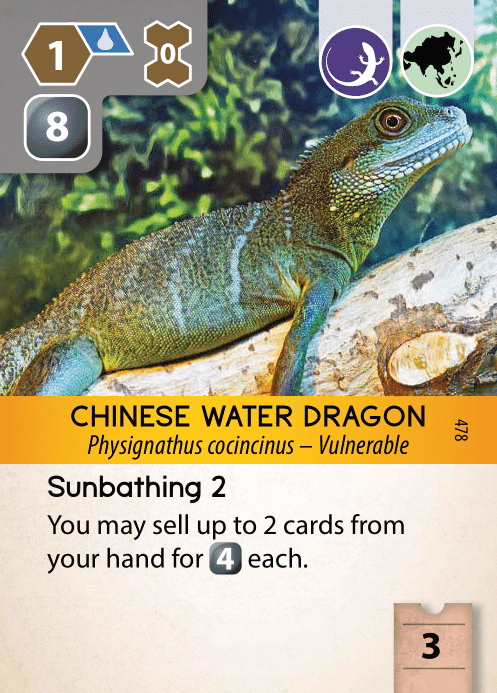 1
0
8
CHINESE WATER DRAGON
Physignathus cocincinus – Vulnerable
478
Sunbathing 2
You may sell up to 2 cards from
your hand for 4 each.
3